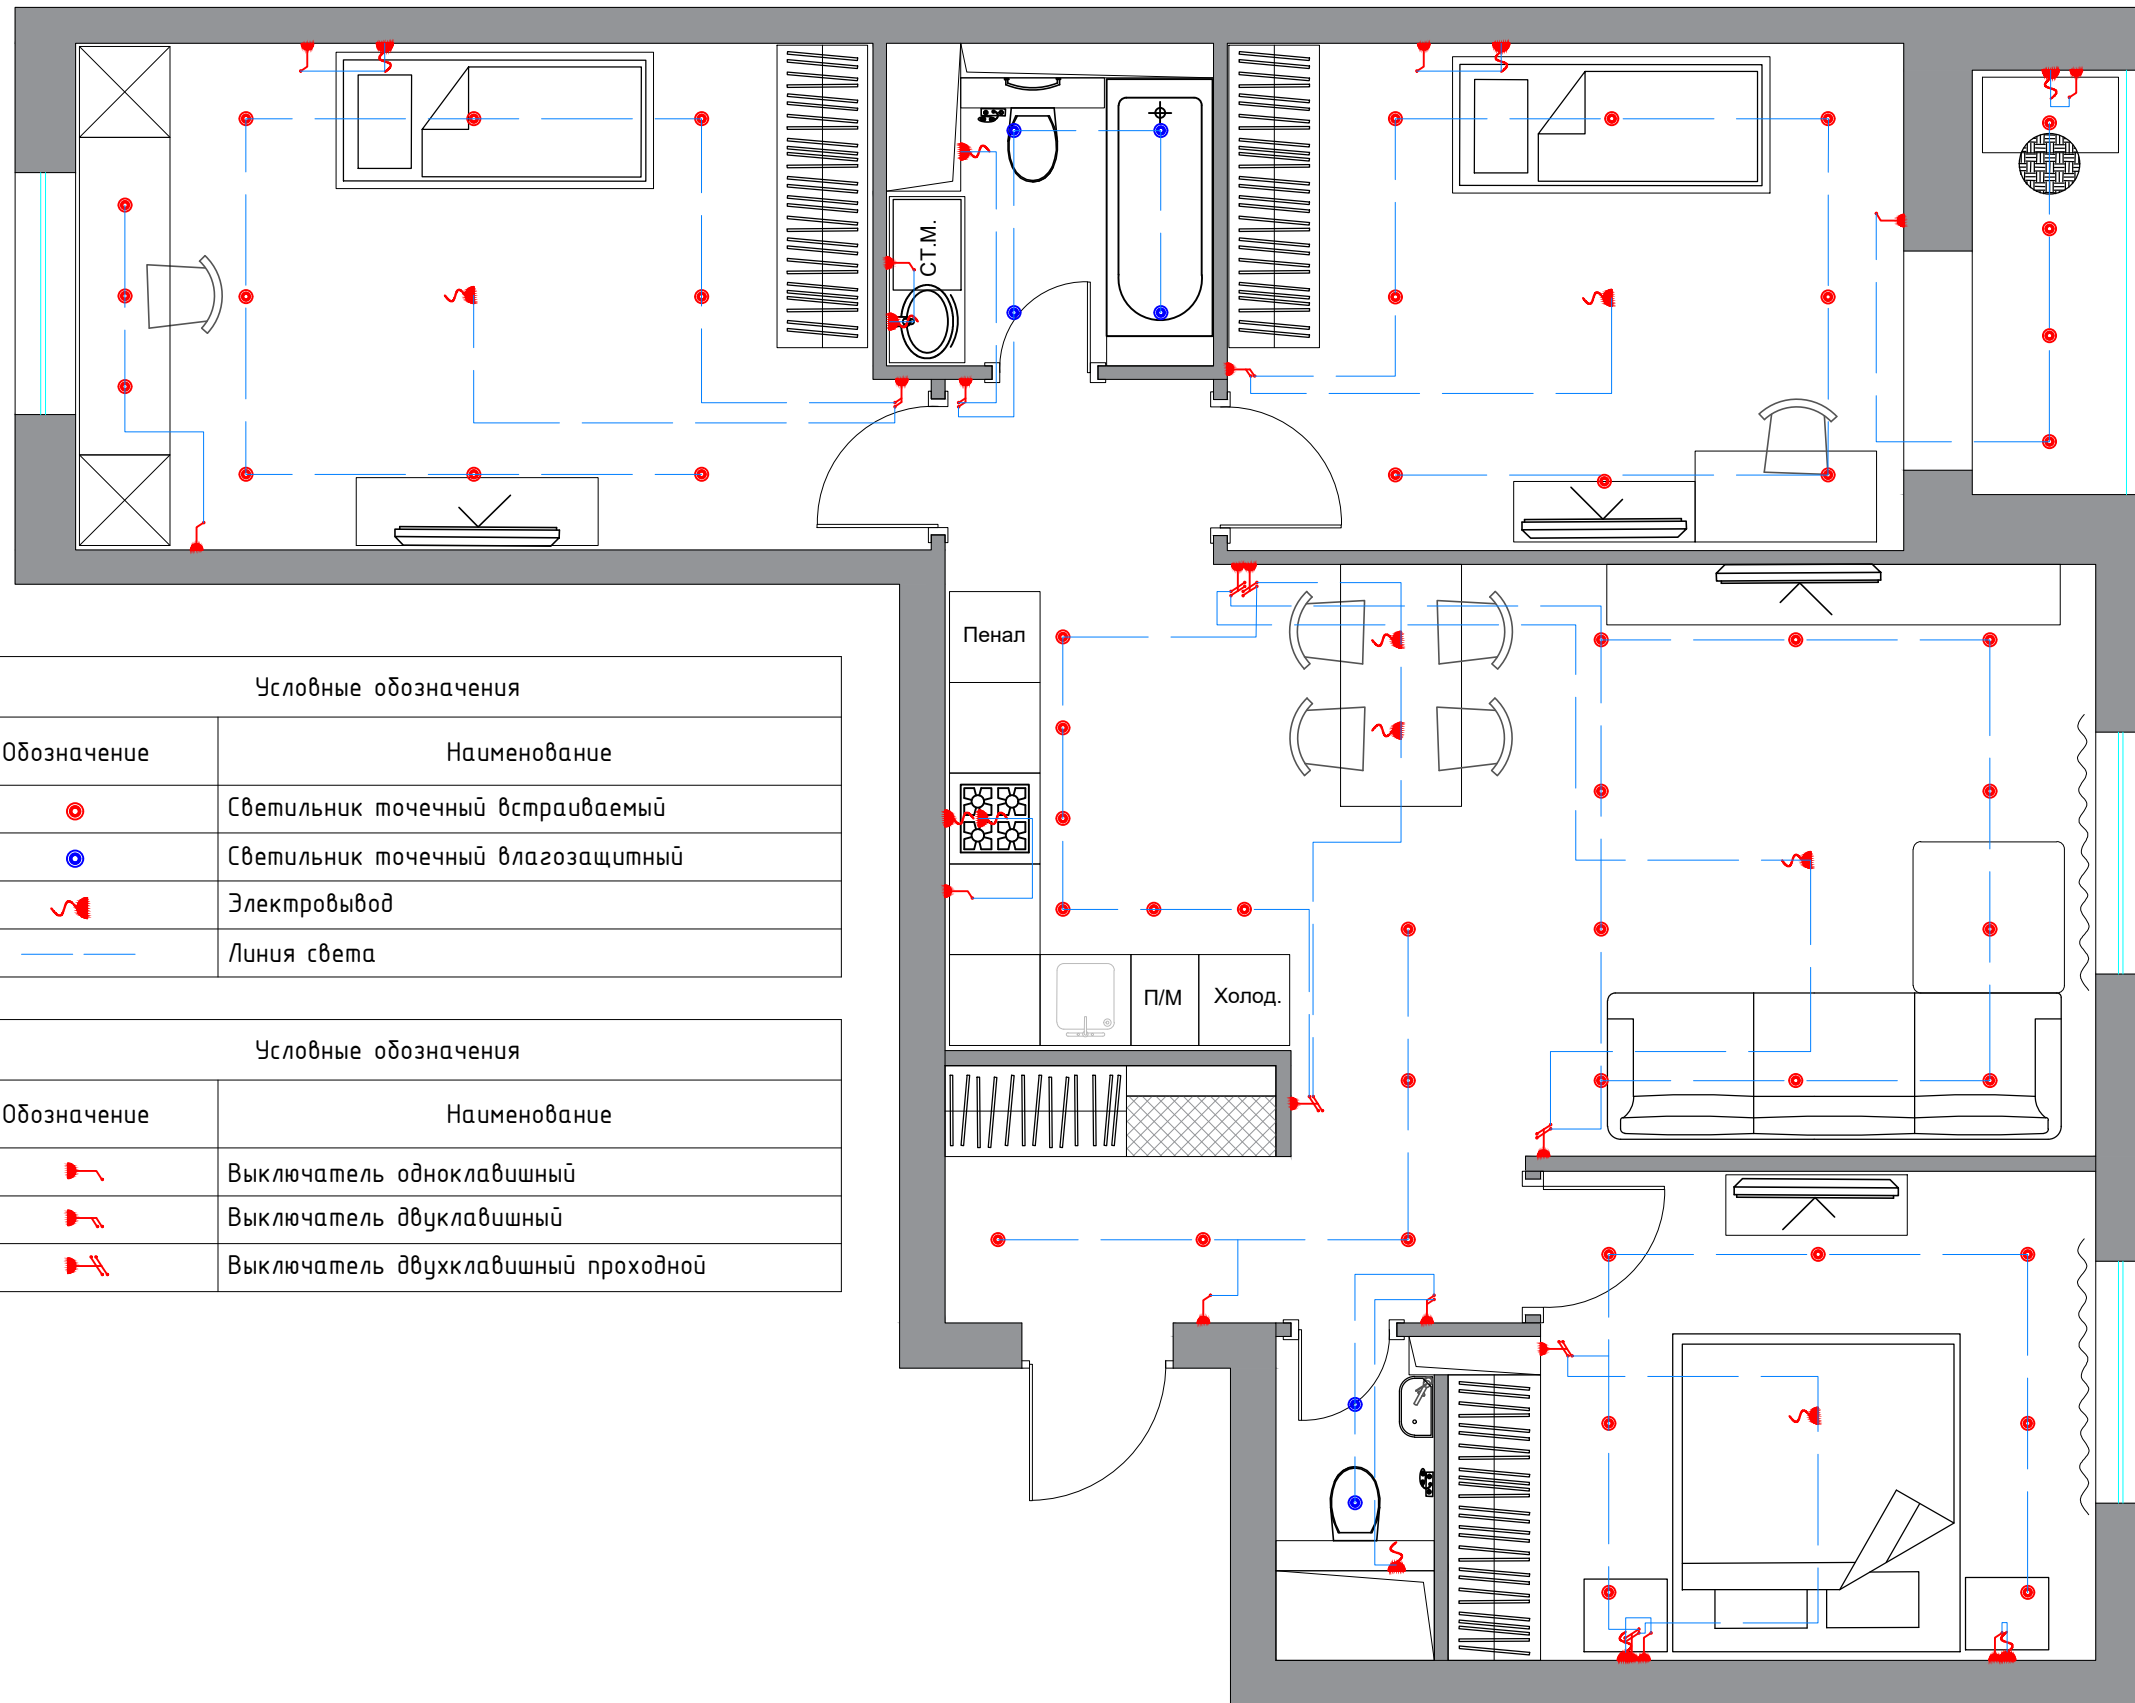 СТ.М.
Пенал
Условные обозначения
Обозначение
Наименование
Светильник точечный встраиваемый
Светильник точечный влагозащитный
Электровывод
Линия света
П/М
Холод.
Условные обозначения
Обозначение
Наименование
Выключатель одноклавишный
Выключатель двуклавишный
Выключатель двухклавишный проходной